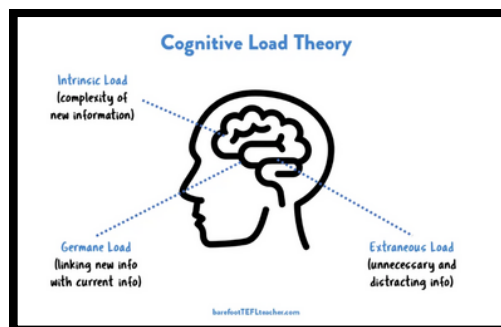 Cognitive Load Theory
Intrinsic Load
(complexity of
new information)
Germane Load
(linking new info
with current info)
Extraneous Load
(unnecessary and
distracting info)
barefootTEFLteacher.com